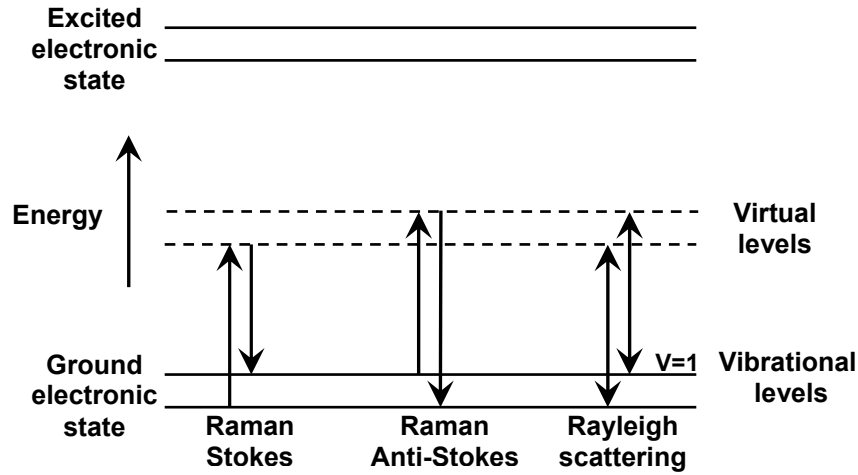 Excited
electronic
state
Energy
Virtual
levels
Ground
electronic
state
V=1
Vibrational
levels
Raman
Stokes
Raman
Anti-Stokes
Rayleigh
scattering